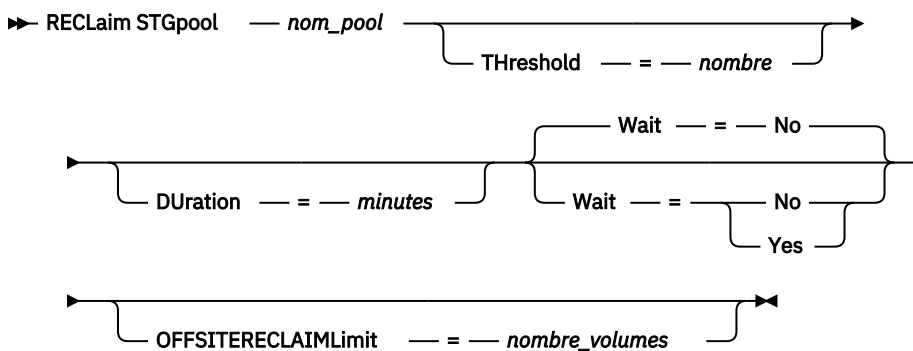 RECLaim STGpool nom_pool
THreshold = nombre
Wait = No
DUration = minutes Wait = No
Yes
OFFSITERECLAIMLimit = nombre_volumes